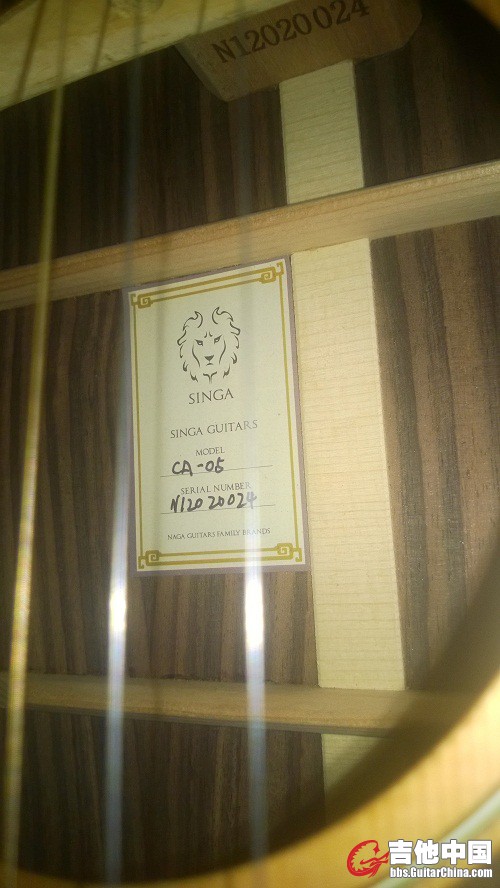 N12020024
SINGA
SINGA GUITARS
MODEL
CA-05
SERIAL NUMBER
N12020024
NAGA GUITARS FAMILY BRANDS
吉他中国
bbs.GuitarChina.com